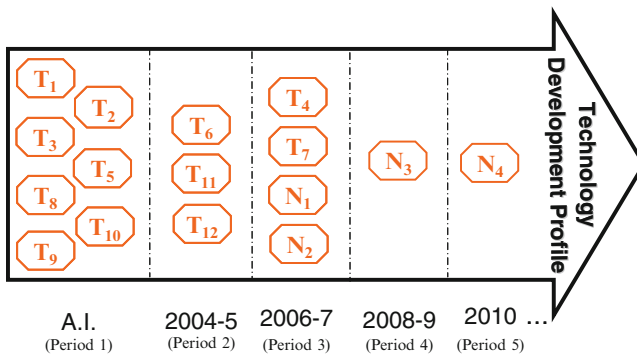 T1
T2
T3
T5
T8
T10
T9
T6
T11
T12
T4
T7
N1
N2
N3
N4
Technology
Development Profile
A.I. 2004-5 2006-7 2008-9 2010 ...
(Period 1) (Period 2) (Period 3) (Period 4) (Period 5)